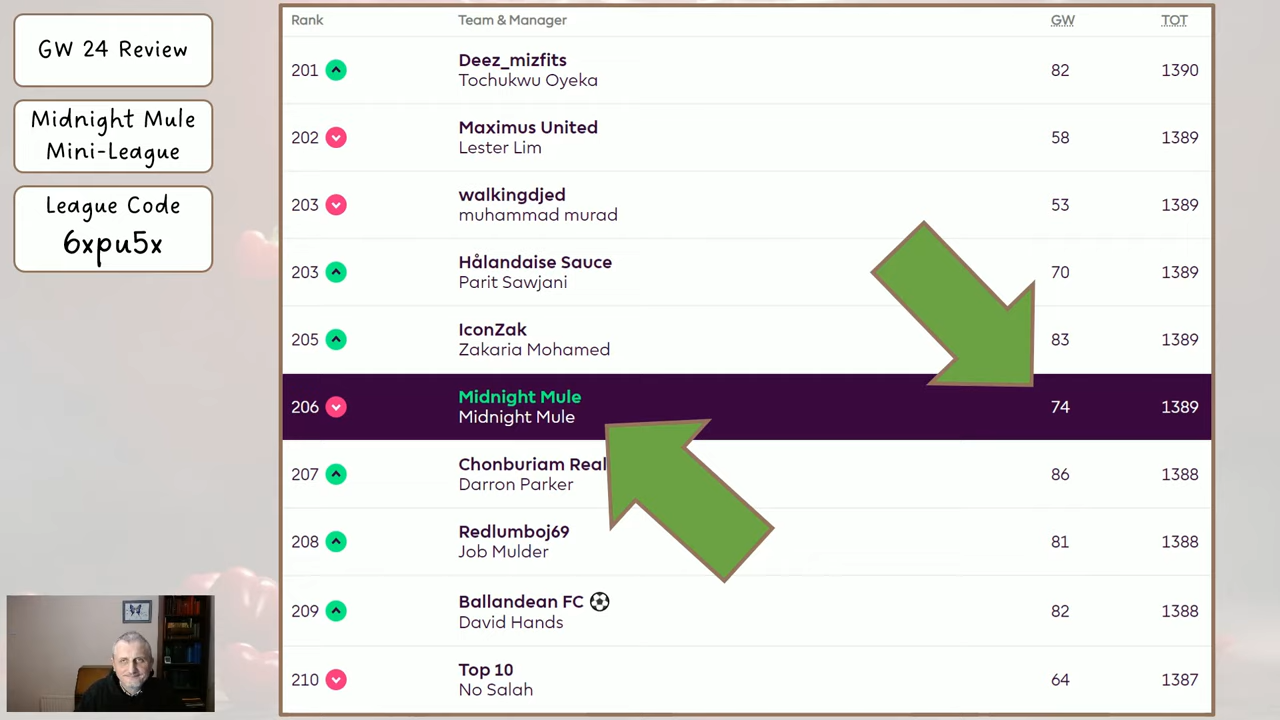 GW 24 Review
Midnight Mule
Mini-League
League Code
6xpu5x
Rank Team & Manager GW TOT
201 Deez_mizfits 82 1390
Tochukwu Oyeka
202 Maximus United 58 1389
Lester Lim
203 walkingdjed 53 1389
muhammad murad
203 Hålandaise Sauce 70 1389
Parit Sawjani
205 IconZak 83 1389
Zakaria Mohamed
206 Midnight Mule 74 1389
Midnight Mule
207 Chonburiam Real 86 1388
Darron Parker
208 Redlumboj69 81 1388
Job Mulder
209 Ballandean FC ⚽ 82 1388
David Hands
210 Top 10 64 1387
No Salah